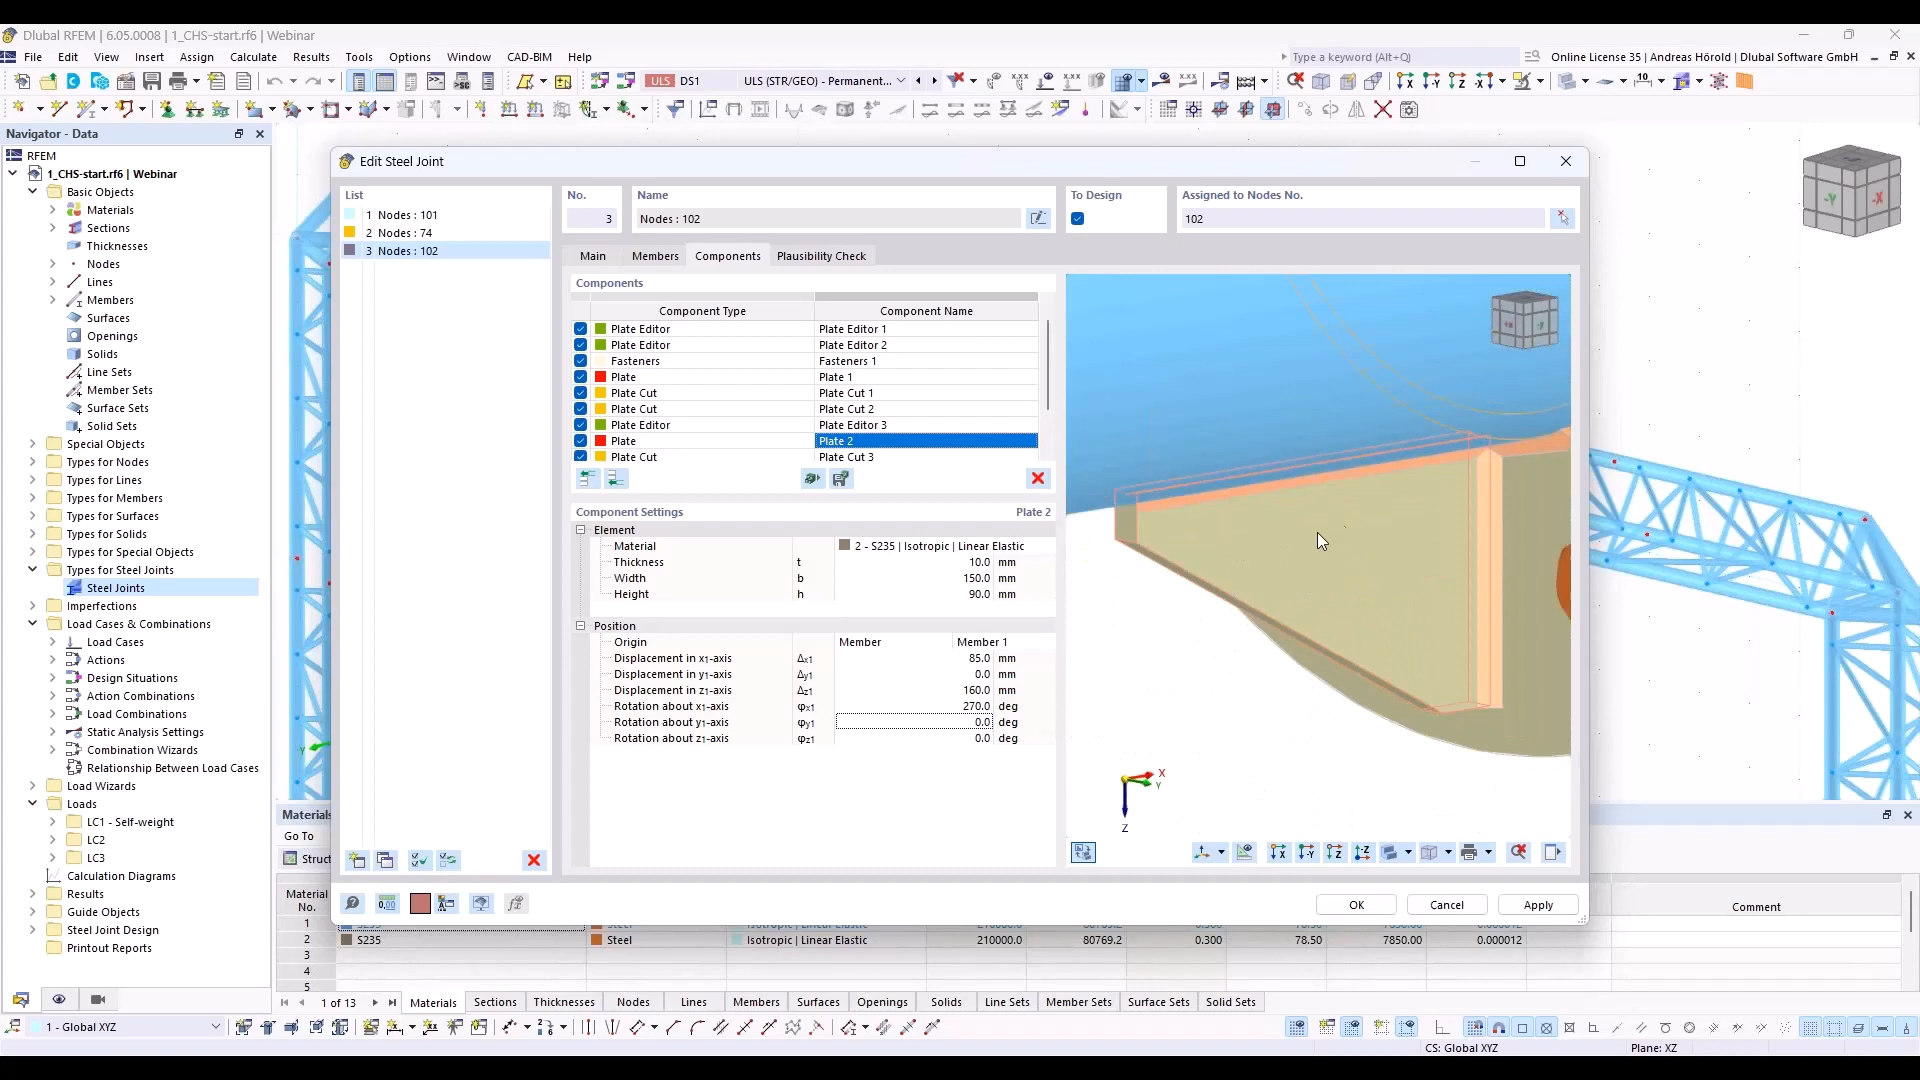 Dlubal RFEM | 6.05.0008 | 1_CHS-start.rf6 | Webinar
File Edit View Insert Assign Calculate Results Tools Options Window CAD-BIM Help
Type a keyword (Alt+Q) Online License 35 | Andreas Hörold | Dlubal Software GmbH
ULS DS1 ULS (STR/GEO) - Permanent...
Navigator - Data
RFEM
1_CHS-start.rf6 | Webinar
Basic Objects
Materials
Sections
Thicknesses
Nodes
Lines
Members
Surfaces
Openings
Solids
Line Sets
Member Sets
Surface Sets
Solid Sets
Special Objects
Types for Nodes
Types for Lines
Types for Members
Types for Surfaces
Types for Solids
Types for Special Objects
Types for Steel Joints
Steel Joints
Imperfections
Load Cases & Combinations
Load Cases
Actions
Design Situations
Action Combinations
Load Combinations
Static Analysis Settings
Combination Wizards
Relationship Between Load Cases
Load Wizards
Loads
LC1 - Self-weight
LC2
LC3
Calculation Diagrams
Results
Guide Objects
Steel Joint Design
Printout Reports
Edit Steel Joint
List
1 Nodes : 101
2 Nodes : 74
3 Nodes : 102
No.
3
Name
Nodes : 102
To Design
Assigned to Nodes No.
102
Main Members Components Plausibility Check
Components
Component Type Component Name
Plate Editor Plate Editor 1
Plate Editor Plate Editor 2
Fasteners Fasteners 1
Plate Plate 1
Plate Cut Plate Cut 1
Plate Cut Plate Cut 2
Plate Editor Plate Editor 3
Plate Plate 2
Plate Cut Plate Cut 3
Component Settings Plate 2
Element
Material 2 - S235 | Isotropic | Linear Elastic
Thickness t 10.0 mm
Width b 150.0 mm
Height h 90.0 mm
Position
Origin Member Member 1
Displacement in x1-axis Δx1 85.0 mm
Displacement in y1-axis Δy1 0.0 mm
Displacement in z1-axis Δz1 160.0 mm
Rotation about x1-axis φx1 270.0 deg
Rotation about y1-axis φy1 0.0 deg
Rotation about z1-axis φz1 0.0 deg
X
Y
Z
OK Cancel Apply
Materials
Go To
Struct
Material
No.
Comment
1
2 S235 Steel Isotropic | Linear Elastic 210000.0 80769.2 0.300 78.50 7850.00 0.000012
3
4
5
1 of 13 Materials Sections Thicknesses Nodes Lines Members Surfaces Openings Solids Line Sets Member Sets Surface Sets Solid Sets
1 - Global XYZ
CS: Global XYZ Plane: XZ